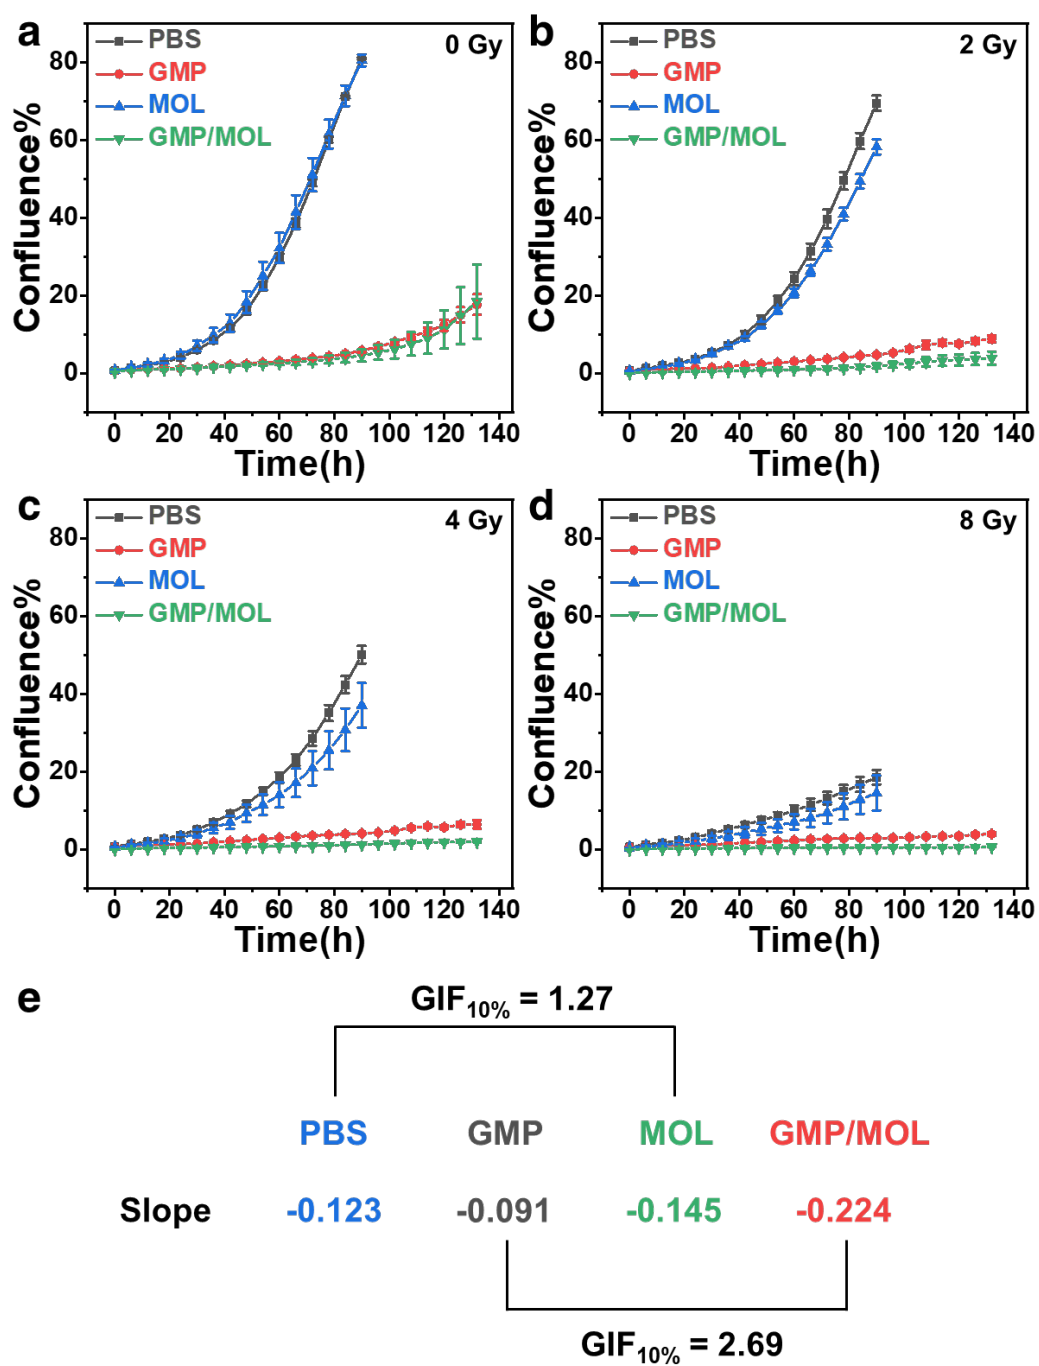 a
PBS
GMP
MOL
GMP/MOL
0 Gy
Confluence%
80
60
40
20
0
0 20 40 60 80 100 120 140
Time(h)
b
PBS
GMP
MOL
GMP/MOL
2 Gy
Confluence%
80
60
40
20
0
0 20 40 60 80 100 120 140
Time(h)
c
PBS
GMP
MOL
GMP/MOL
4 Gy
Confluence%
80
60
40
20
0
0 20 40 60 80 100 120 140
Time(h)
d
PBS
GMP
MOL
GMP/MOL
8 Gy
Confluence%
80
60
40
20
0
0 20 40 60 80 100 120 140
Time(h)
e
GIF10% = 1.27
PBS GMP MOL GMP/MOL
Slope -0.123 -0.091 -0.145 -0.224
GIF10% = 2.69